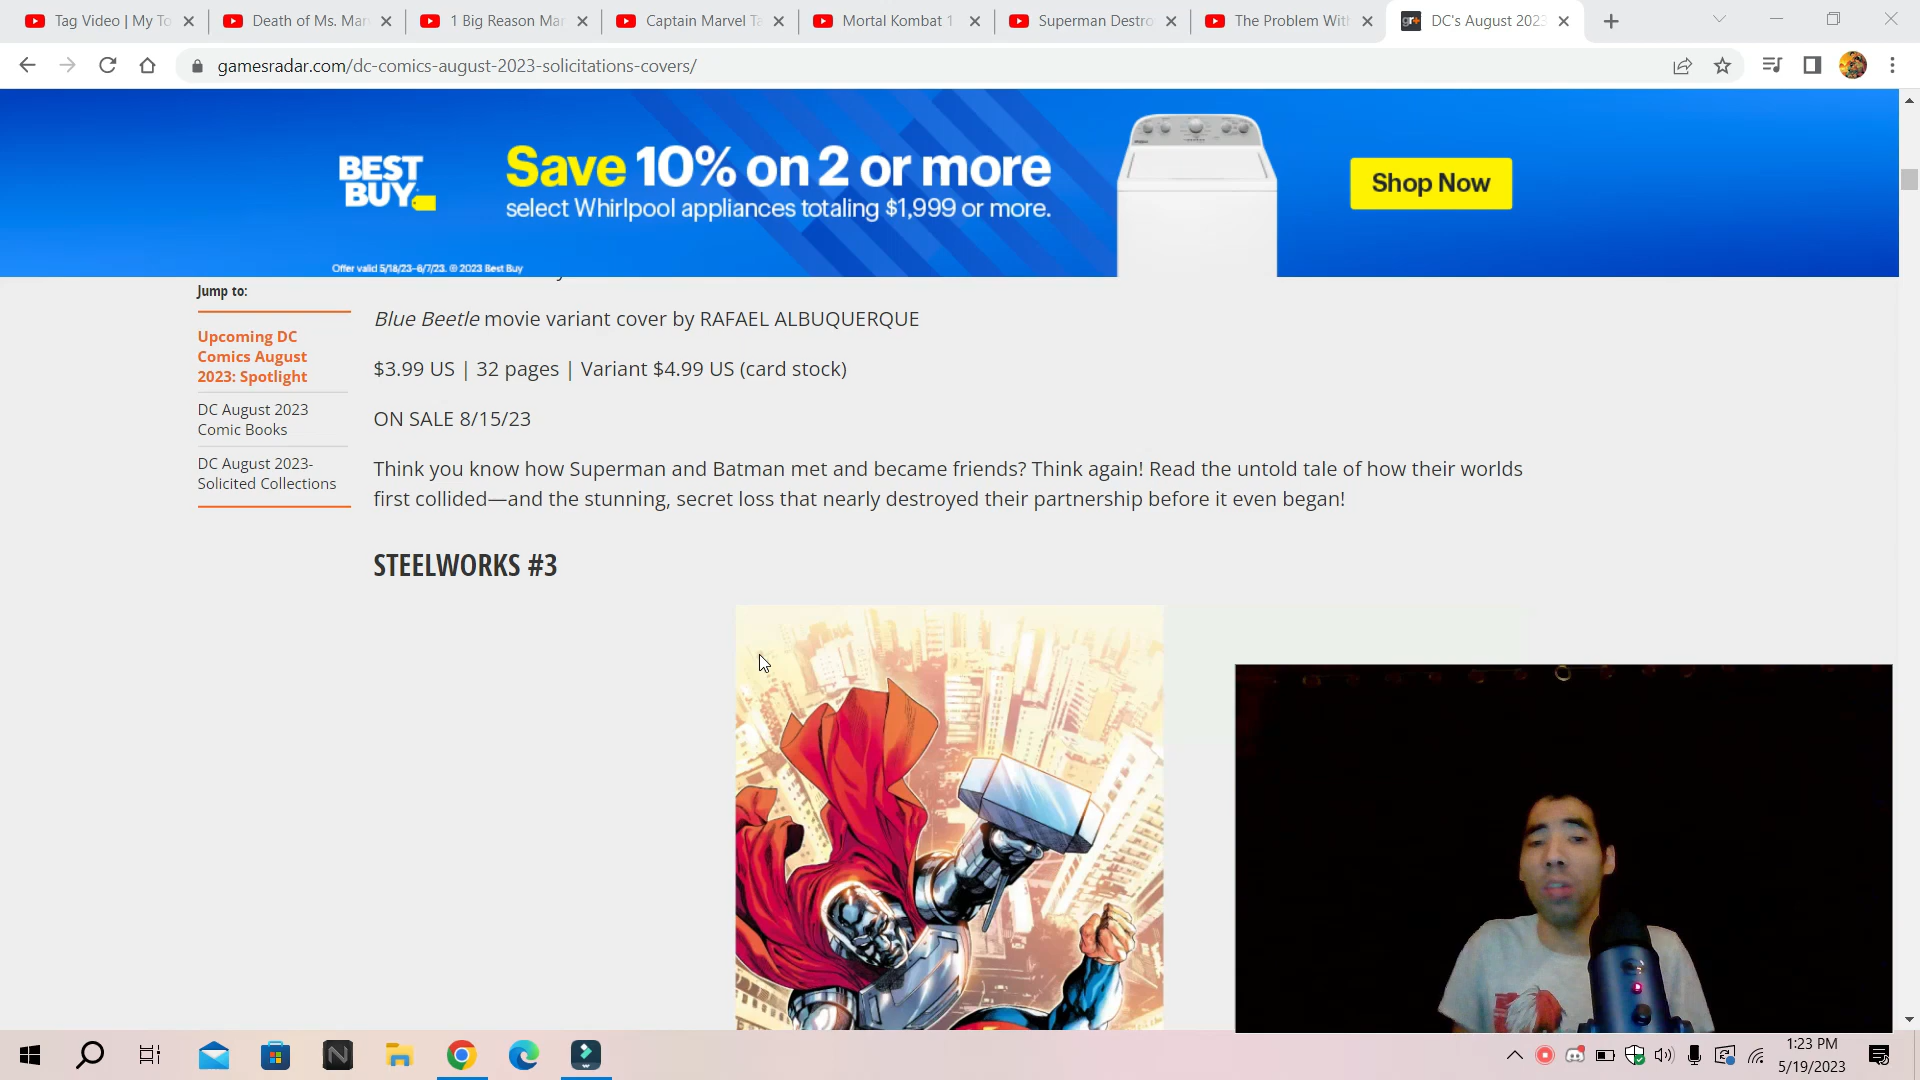 Tag Video | My To
Death of Ms. Mar
1 Big Reason Mar
Captain Marvel Ta
Mortal Kombat 1
Superman Destro
The Problem With
gr+ DC's August 2023
gamesradar.com/dc-comics-august-2023-solicitations-covers/
BEST BUY
Save 10% on 2 or more
select Whirlpool appliances totaling $1,999 or more.
Shop Now
Offer valid 5/18/23-6/7/23. © 2023 Best Buy
Jump to:
Upcoming DC
Comics August
2023: Spotlight
DC August 2023
Comic Books
DC August 2023-
Solicited Collections
Blue Beetle movie variant cover by RAFAEL ALBUQUERQUE
$3.99 US | 32 pages | Variant $4.99 US (card stock)
ON SALE 8/15/23
Think you know how Superman and Batman met and became friends? Think again! Read the untold tale of how their worlds
first collided—and the stunning, secret loss that nearly destroyed their partnership before it even began!
STEELWORKS #3
1:23 PM
5/19/2023